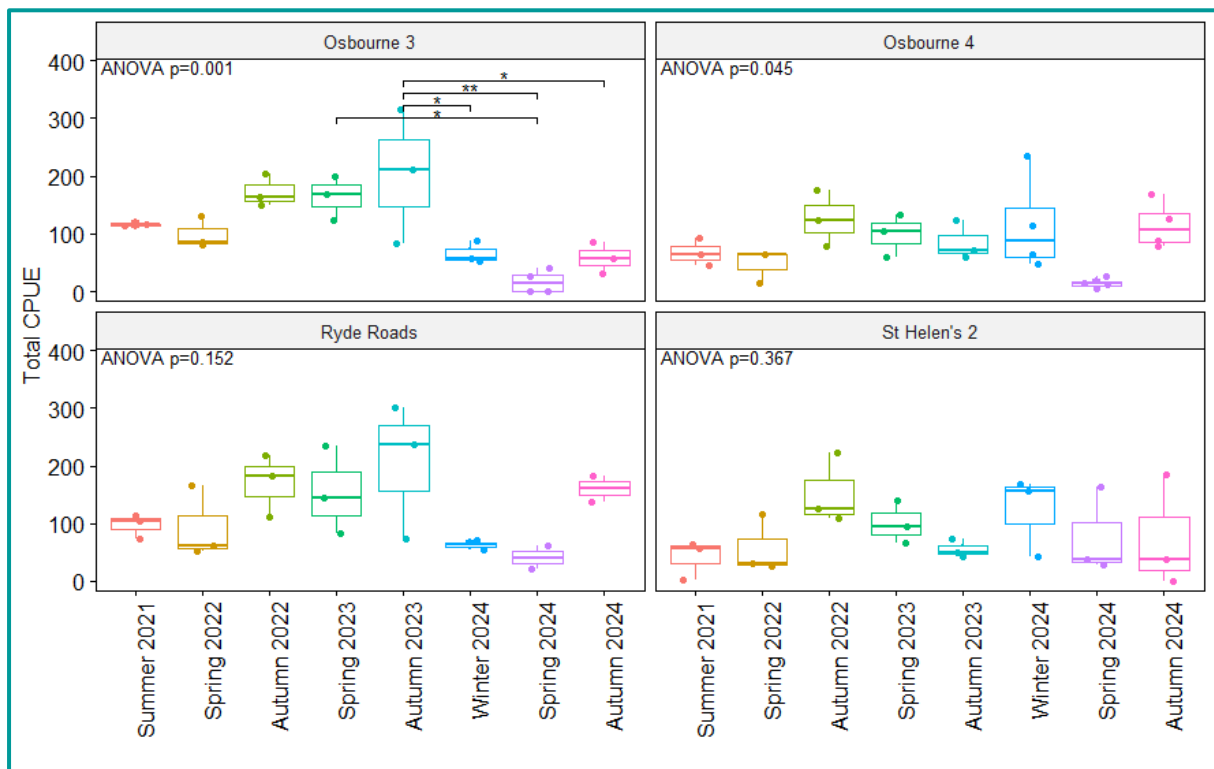 Osbourne 3
Osbourne 4
400
ANOVA p=0.001
*
**
*
*
ANOVA p=0.045
300
200
100
0
Total CPUE
Ryde Roads
St Helen's 2
400
ANOVA p=0.152
ANOVA p=0.367
300
200
100
0
Summer 2021
Spring 2022
Autumn 2022
Spring 2023
Autumn 2023
Winter 2024
Spring 2024
Autumn 2024
Summer 2021
Spring 2022
Autumn 2022
Spring 2023
Autumn 2023
Winter 2024
Spring 2024
Autumn 2024